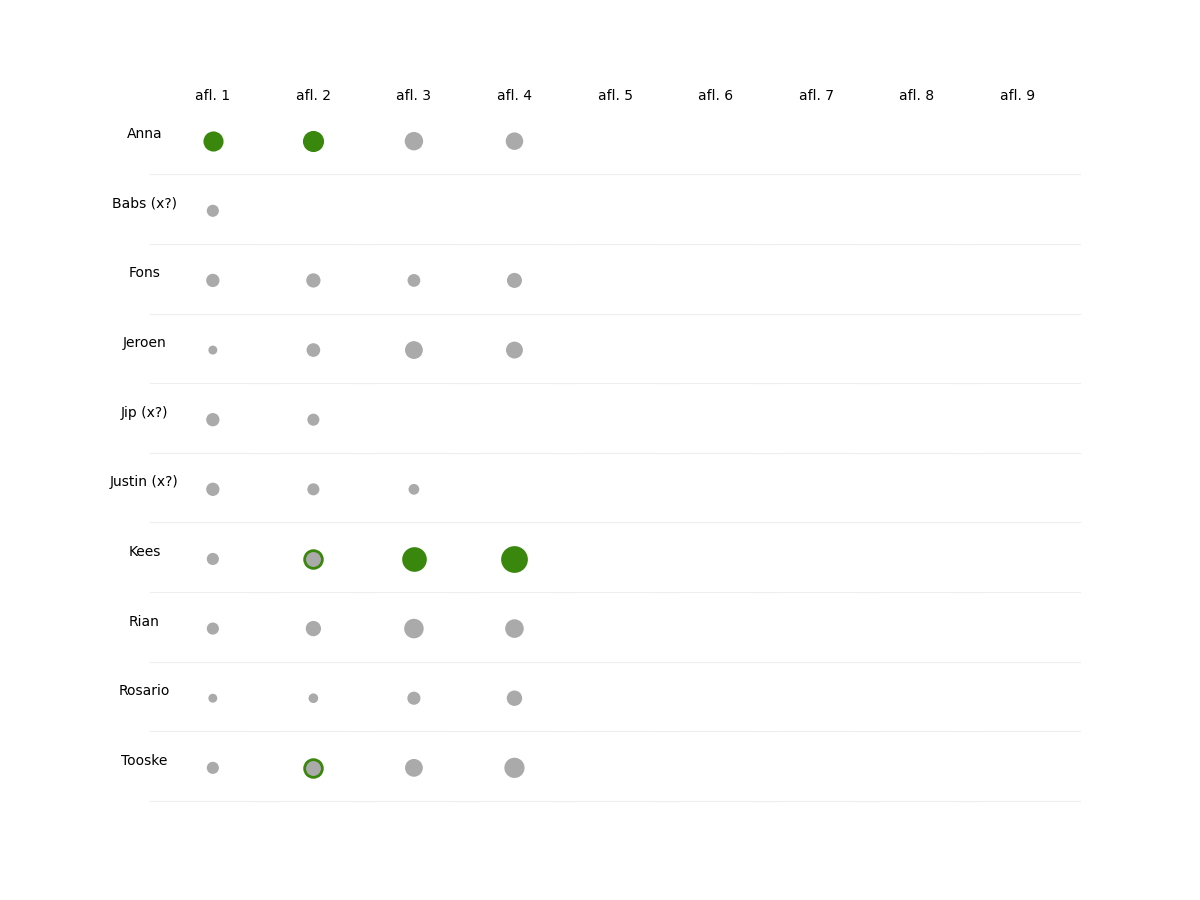 afl. 1 afl. 2 afl. 3 afl. 4 afl. 5 afl. 6 afl. 7 afl. 8 afl. 9
Anna
Babs (x?)
Fons
Jeroen
Jip (x?)
Justin (x?)
Kees
Rian
Rosario
Tooske